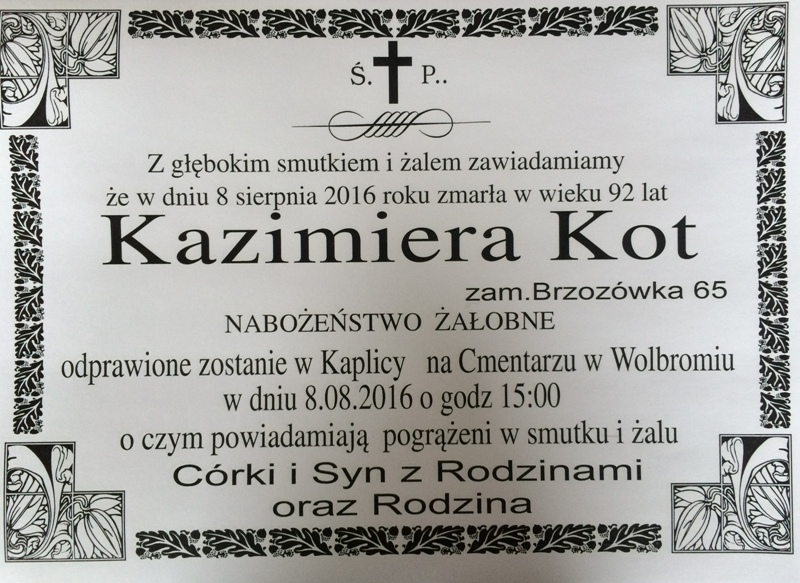 Ś. P..
Z głębokim smutkiem i żalem zawiadamiamy
że w dniu 8 sierpnia 2016 roku zmarła w wieku 92 lat
Kazimiera Kot
zam.Brzozówka 65
NABOŻEŃSTWO ŻAŁOBNE
odprawione zostanie w Kaplicy na Cmentarzu w Wolbromiu
w dniu 8.08.2016 o godz 15:00
o czym powiadamiają pogrążeni w smutku i żalu
Córki i Syn z Rodzinami
oraz Rodzina